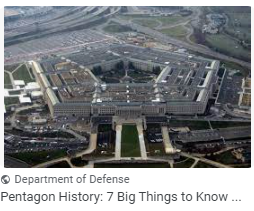 Department of Defense
Pentagon History: 7 Big Things to Know ...